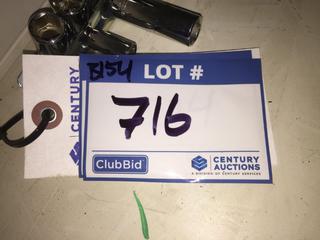 B154 LOT #
716
ClubBid
CENTURY
AUCTIONS
A DIVISION OF CENTURY SERVICES
CENTURY